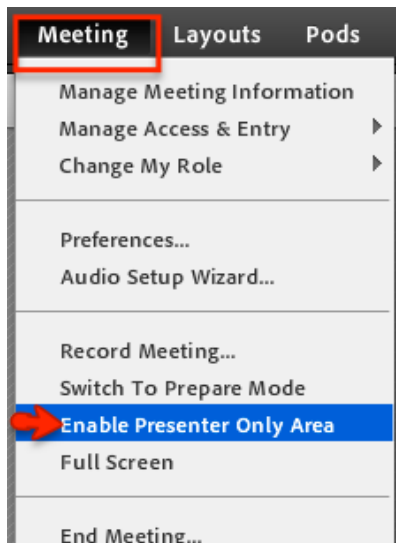 Meeting Layouts Pods
Manage Meeting Information
Manage Access & Entry
Change My Role
Preferences...
Audio Setup Wizard...
Record Meeting...
Switch To Prepare Mode
Enable Presenter Only Area
Full Screen
End Meeting...